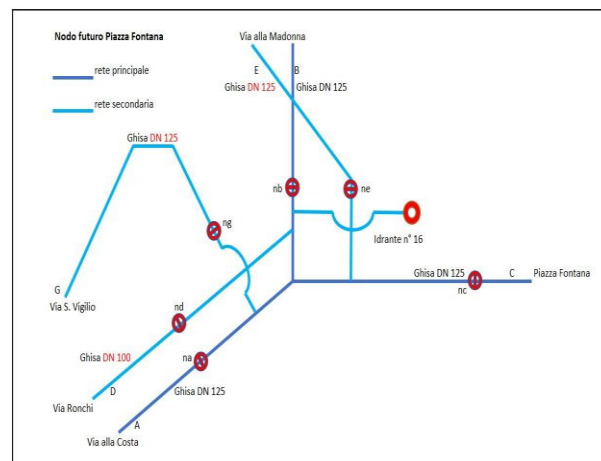 Nodo futuro Piazza Fontana
Via alla Madonna
rete principale
E
B
Ghisa DN 125
Ghisa DN 125
rete secondaria
Ghisa DN 125
nb
ne
ng
Idrante n° 16
Ghisa DN 125
C
Piazza Fontana
nc
G
Via S. Vigilio
nd
na
Ghisa DN 100
Ghisa DN 125
D
Via Ronchi
A
Via alla Costa